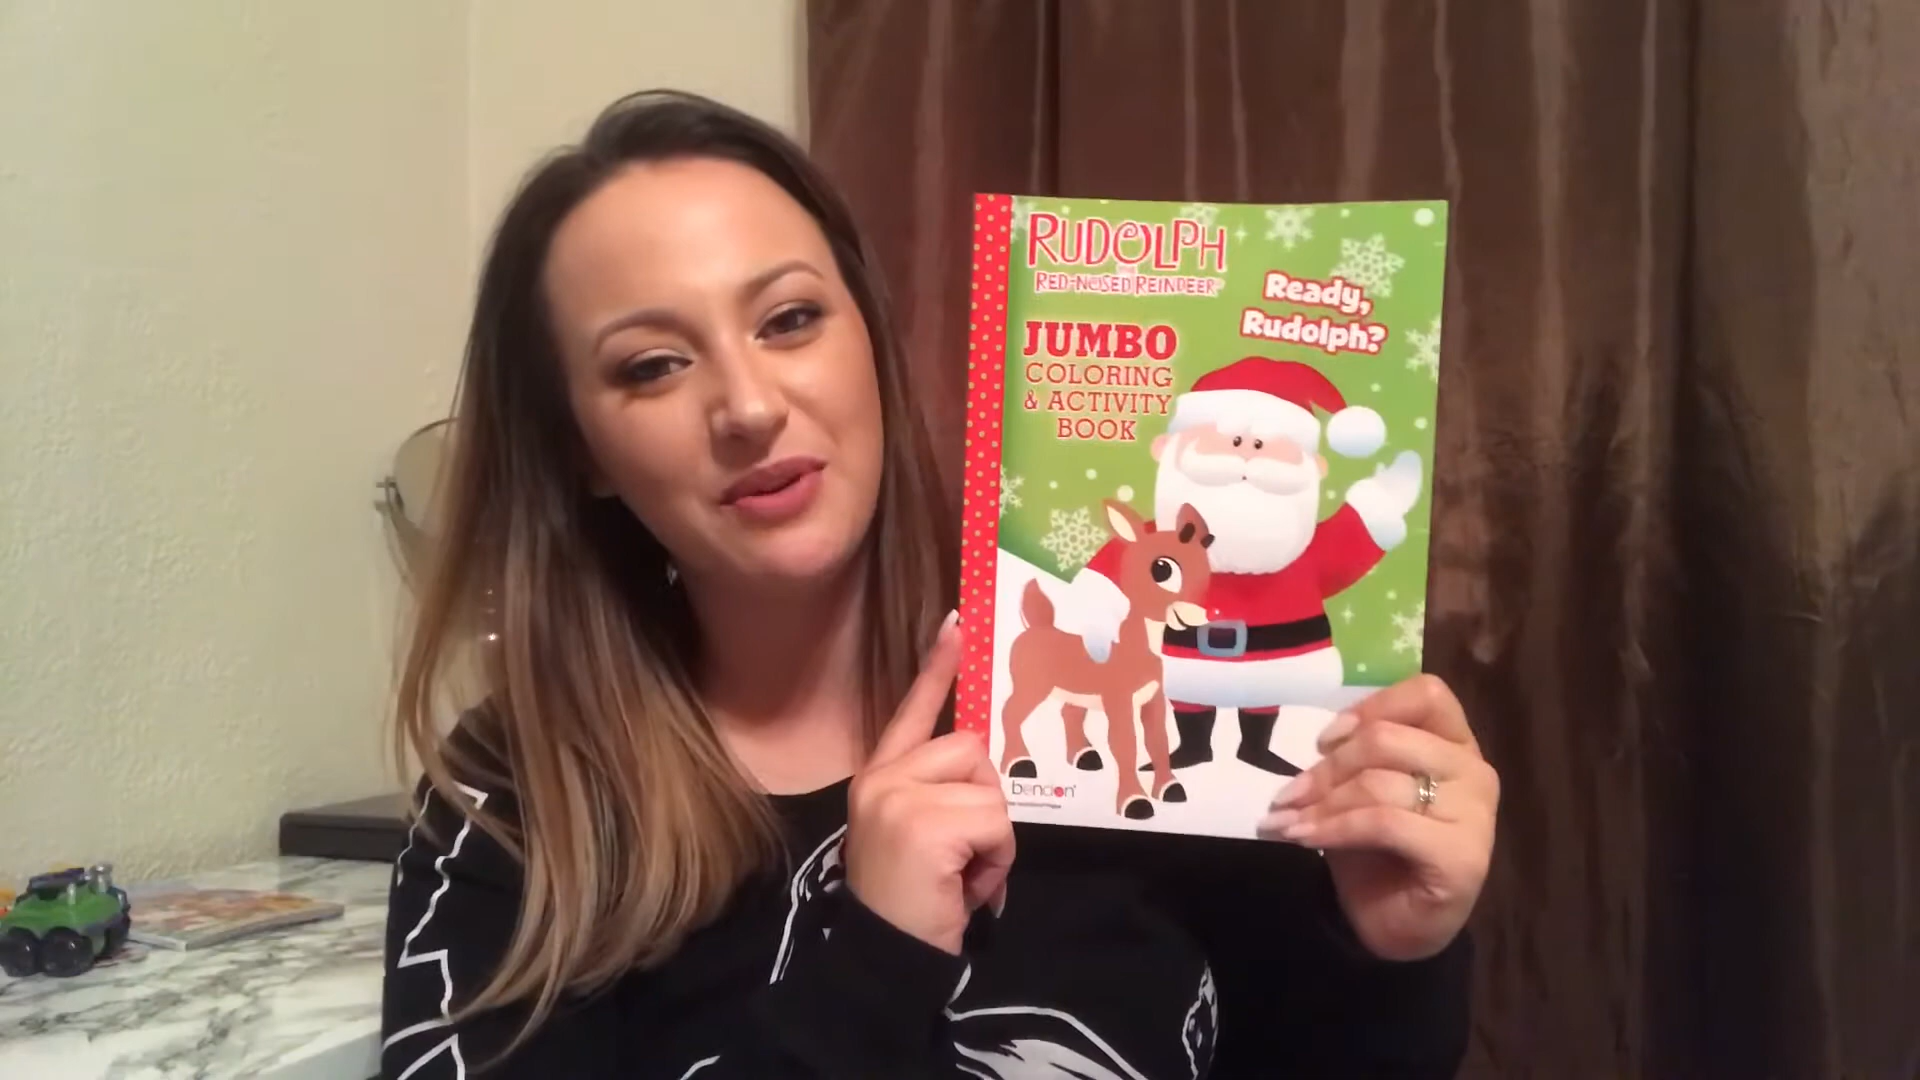 RUDOLPH
THE
RED-NOSED REINDEER
Ready,
Rudolph?
JUMBO
COLORING
& ACTIVITY
BOOK
bendon